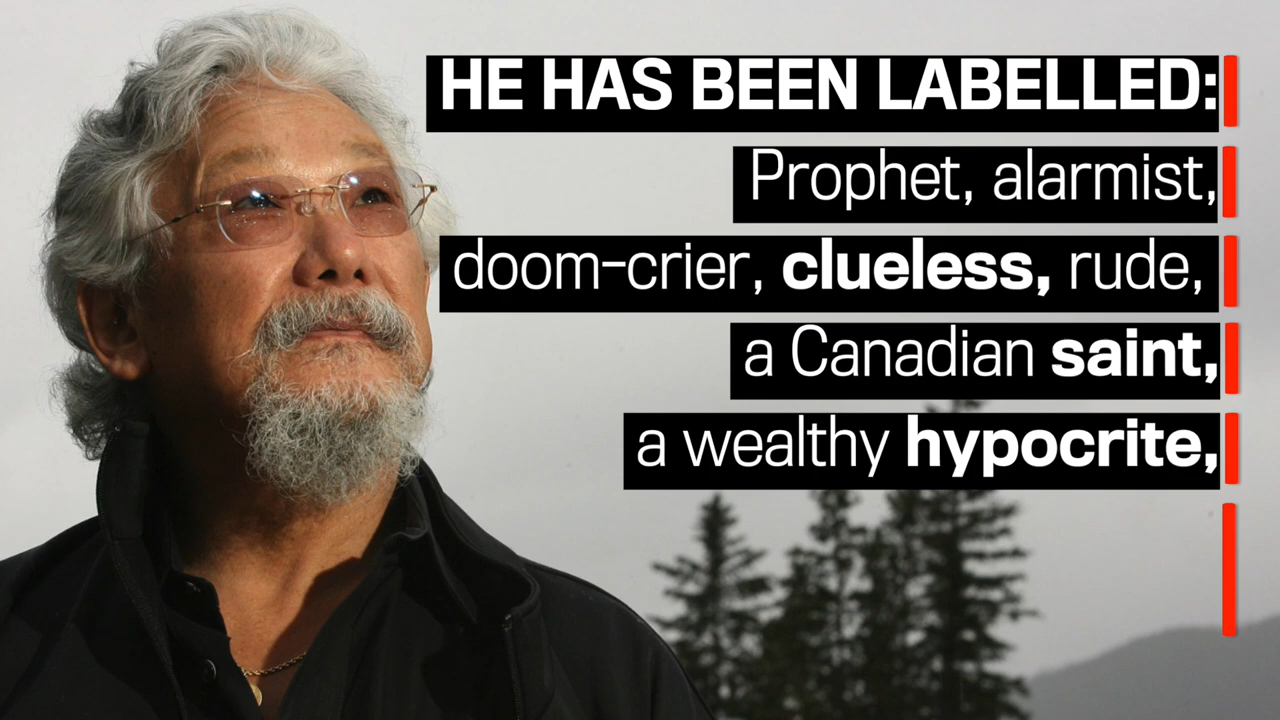 HE HAS BEEN LABELLED:
Prophet, alarmist,
doom-crier, clueless, rude,
a Canadian saint,
a wealthy hypocrite,